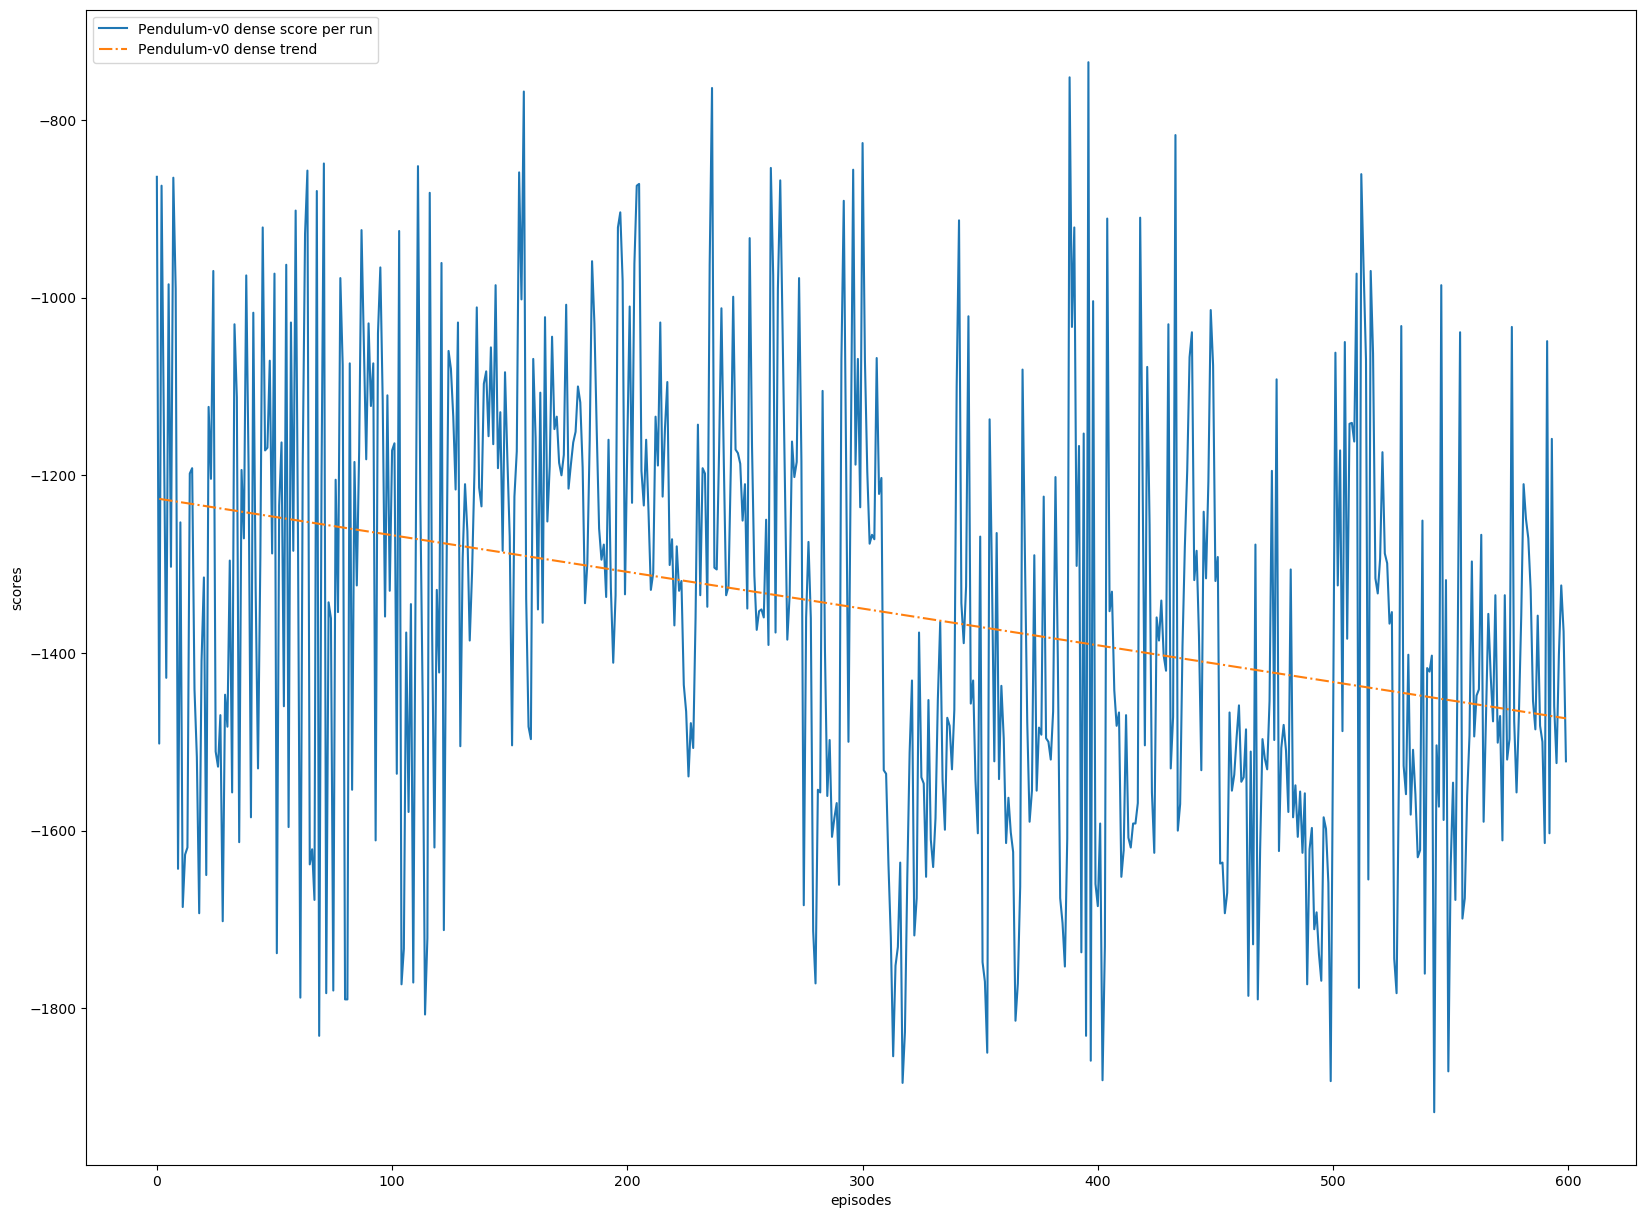 Pendulum-v0 dense score per run
Pendulum-v0 dense trend
−800
−1000
−1200
−1400
−1600
−1800
scores
0 100 200 300 400 500 600
episodes